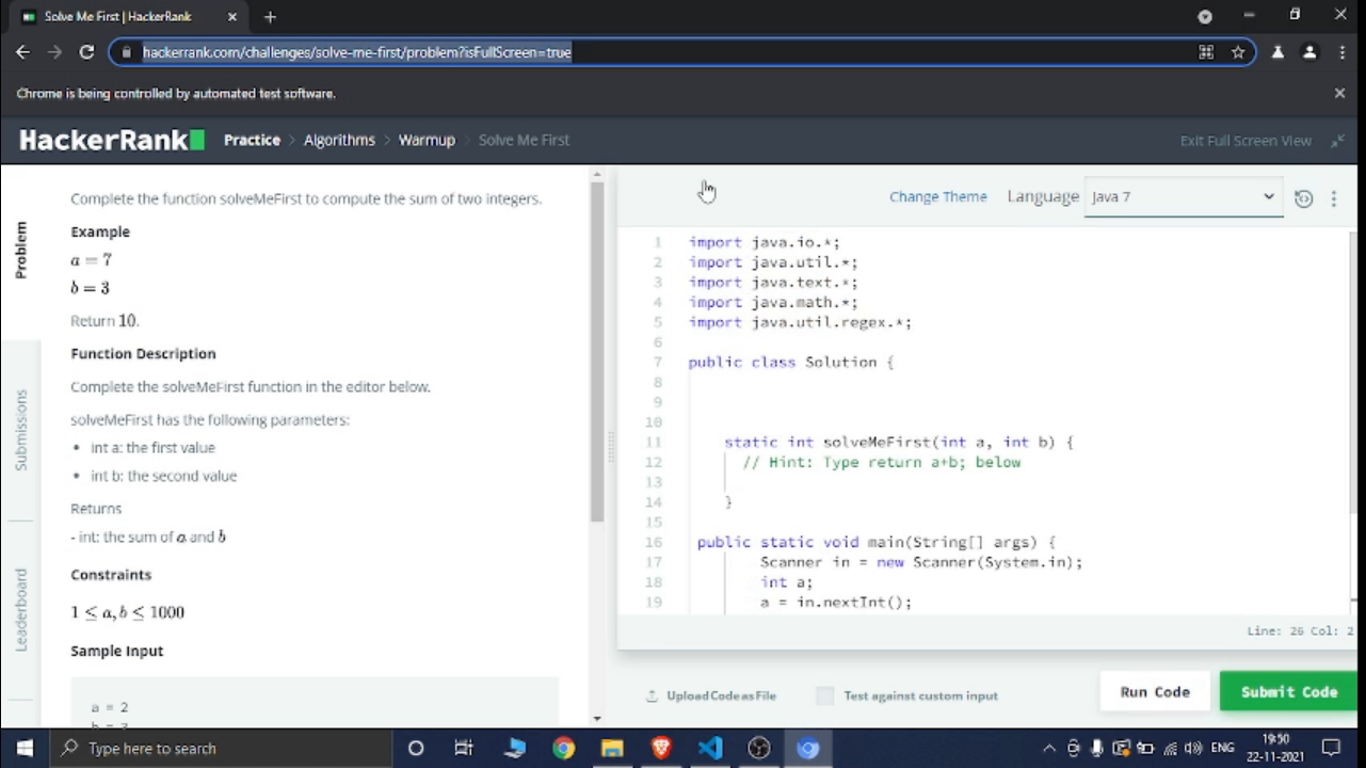 Solve Me First | HackerRank
hackerrank.com/challenges/solve-me-first/problem?isFullScreen=true
Chrome is being controlled by automated test software.
HackerRank Practice > Algorithms > Warmup > Solve Me First Exit Full Screen View
Problem
Submissions
Leaderboard
Complete the function solveMeFirst to compute the sum of two integers.
Example
a = 7
b = 3
Return 10.
Function Description
Complete the solveMeFirst function in the editor below.
solveMeFirst has the following parameters:
• int a: the first value
• int b: the second value
Returns
- int: the sum of a and b
Constraints
1 ≤ a, b ≤ 1000
Sample Input
a = 2
b = 3
Change Theme Language Java 7
1 import java.io.*;
2 import java.util.*;
3 import java.text.*;
4 import java.math.*;
5 import java.util.regex.*;
6
7 public class Solution {
8
9
10
11 static int solveMeFirst(int a, int b) {
12 // Hint: Type return a+b; below
13
14 }
15
16 public static void main(String[] args) {
17 Scanner in = new Scanner(System.in);
18 int a;
19 a = in.nextInt();
Line: 26 Col: 2
Upload Code as File Test against custom input Run Code Submit Code
Type here to search
ENG
19:50
22-11-2021